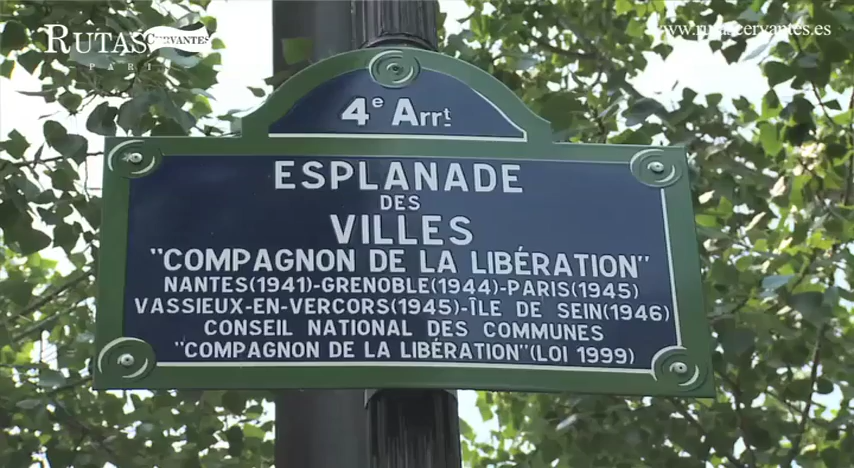 RUTAS CERVANTES
PARIS
www.rutascervantes.es
4e Arrt
ESPLANADE
DES
VILLES
"COMPAGNON DE LA LIBÉRATION"
NANTES(1941)-GRENOBLE(1944)-PARIS(1945)
VASSIEUX-EN-VERCORS(1945)-ÎLE DE SEIN(1946)
CONSEIL NATIONAL DES COMMUNES
"COMPAGNON DE LA LIBÉRATION"(LOI 1999)